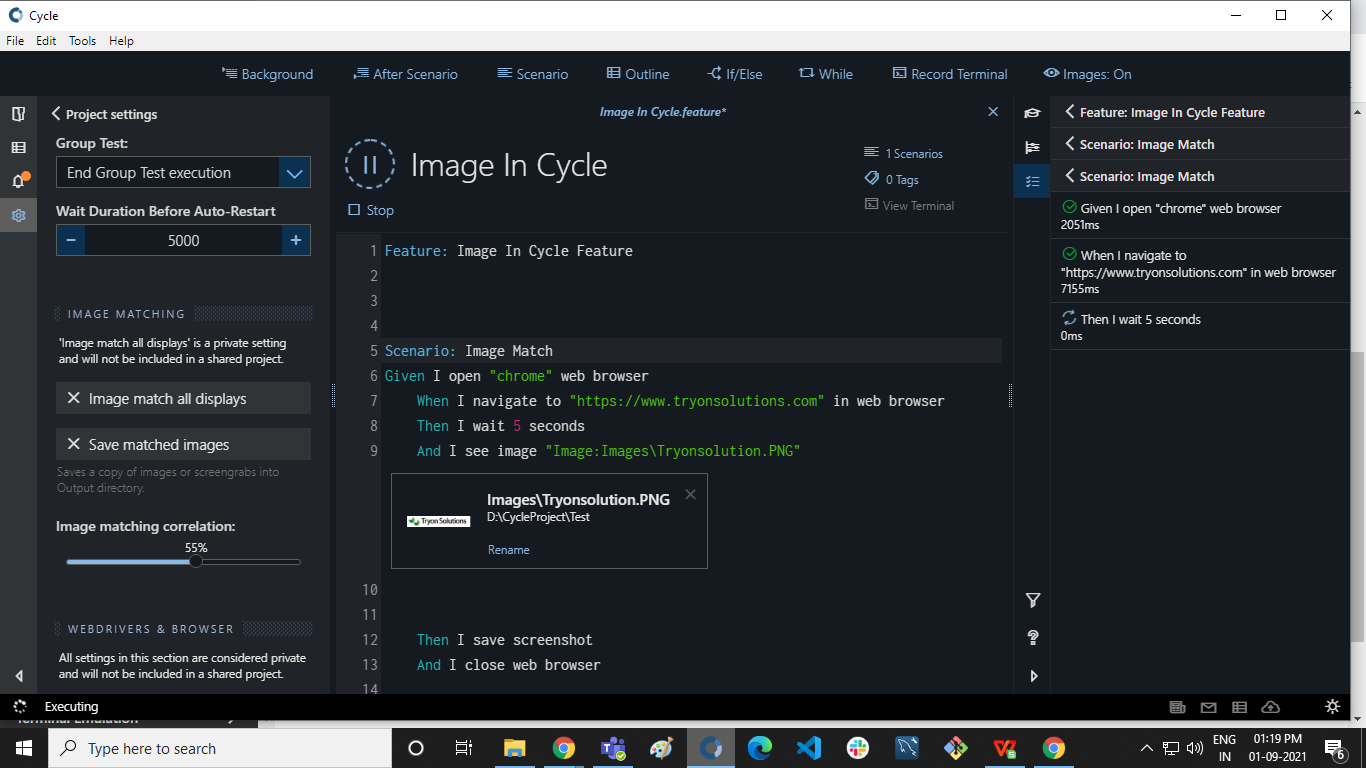 Cycle
File Edit Tools Help
Background After Scenario Scenario Outline If/Else While Record Terminal Images: On
Project settings
Group Test:
End Group Test execution
Wait Duration Before Auto-Restart
− 5000 +
IMAGE MATCHING
'Image match all displays' is a private setting
and will not be included in a shared project.
Image match all displays
Save matched images
Saves a copy of images or screengrabs into
Output directory.
Image matching correlation:
55%
WEBDRIVERS & BROWSER
All settings in this section are considered private
and will not be included in a shared project.
Image In Cycle.feature*
Image In Cycle
Stop
1 Scenarios
0 Tags
View Terminal
1 Feature: Image In Cycle Feature
2
3
4
5 Scenario: Image Match
6 Given I open "chrome" web browser
7 When I navigate to "https://www.tryonsolutions.com" in web browser
8 Then I wait 5 seconds
9 And I see image "Image:Images\Tryonsolution.PNG"
Tryon Solutions
Images\Tryonsolution.PNG
D:\CycleProject\Test
Rename
10
11
12 Then I save screenshot
13 And I close web browser
14
Feature: Image In Cycle Feature
Scenario: Image Match
Scenario: Image Match
Given I open "chrome" web browser
2051ms
When I navigate to
"https://www.tryonsolutions.com" in web browser
7155ms
Then I wait 5 seconds
0ms
Executing
Terminal Emulation
Type here to search
ENG
IN
01:19 PM
01-09-2021
6